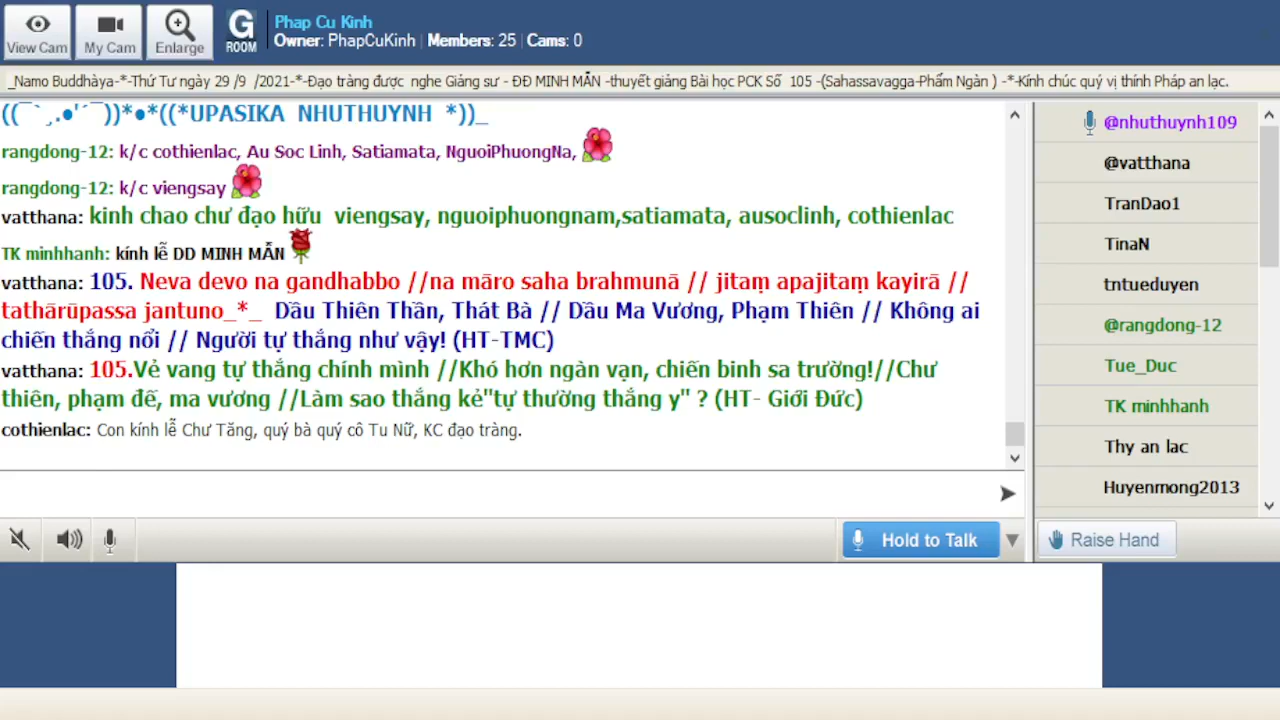 View Cam
My Cam
Enlarge
G
ROOM
Phap Cu Kinh
Owner: PhapCuKinh | Members: 25 | Cams: 0
_Namo Buddhàya-*-Thứ Tư ngày 29 /9 /2021-*-Đạo tràng được nghe Giảng sư - ĐĐ MINH MẪN -thuyết giảng Bài học PCK Số 105 -(Sahassavagga-Phẩm Ngàn ) -*-Kính chúc quý vị thính Pháp an lạc.
((¯`¸.●'´¯))*●*((*UPASIKA NHUTHUYNH *))_
rangdong-12: k/c cothienlac, Au Soc Linh, Satiamata, NguoiPhuongNa,
rangdong-12: k/c viengsay
vatthana: kinh chao chư đạo hữu viengsay, nguoiphuongnam,satiamata, ausoclinh, cothienlac
TK minhhanh: kính lễ DD MINH MẪN
vatthana: 105. Neva devo na gandhabbo //na māro saha brahmunā // jitaṃ apajitaṃ kayirā //
tathārūpassa jantuno_*_ Dầu Thiên Thần, Thát Bà // Dầu Ma Vương, Phạm Thiên // Không ai
chiến thắng nổi // Người tự thắng như vậy! (HT-TMC)
vatthana: 105.Vẻ vang tự thắng chính mình //Khó hơn ngàn vạn, chiến binh sa trường!//Chư
thiên, phạm đế, ma vương //Làm sao thắng kẻ"tự thường thắng y" ? (HT- Giới Đức)
cothienlac: Con kính lễ Chư Tăng, quý bà quý cô Tu Nữ, KC đạo tràng.
@nhuthuynh109
@vatthana
TranDao1
TinaN
tntueduyen
@rangdong-12
Tue_Duc
TK minhhanh
Thy an lac
Huyenmong2013
Hold to Talk
Raise Hand